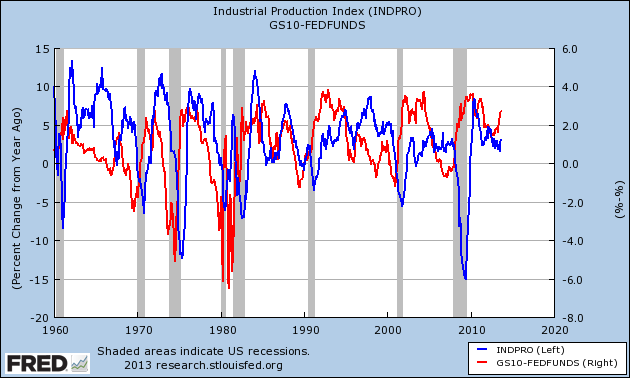 Industrial Production Index (INDPRO)
GS10-FEDFUNDS
15
10
5
0
-5
-10
-15
-20
(Percent Change from Year Ago)
6.0
4.0
2.0
0.0
-2.0
-4.0
-6.0
-8.0
(%-%)
1960 1970 1980 1990 2000 2010 2020
FRED
Shaded areas indicate US recessions.
2013 research.stlouisfed.org
INDPRO (Left)
GS10-FEDFUNDS (Right)